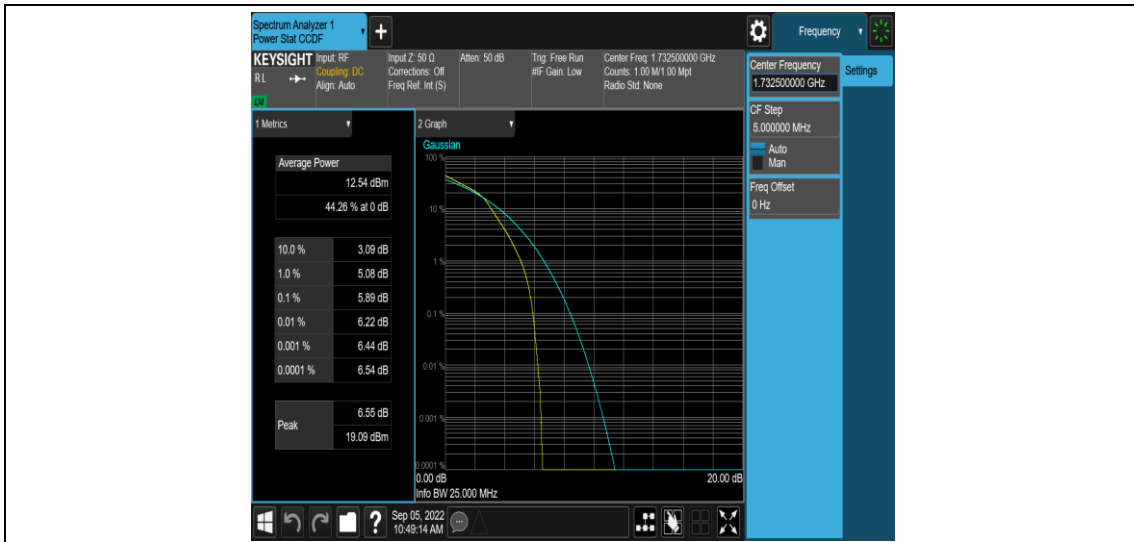 Spectrum Analyzer 1
Power Stat CCDF
+
Frequency
KEYSIGHT
Input: RF
Coupling: DC
Align: Auto
Input Z: 50 Ω
Corrections: Off
Freq Ref: Int (S)
Atten: 50 dB
Trig: Free Run
#IF Gain: Low
Center Freq: 1.732500000 GHz
Counts: 1.00 M/1.00 Mpt
Radio Std: None
RL
LXI
Center Frequency
1.732500000 GHz
Settings
CF Step
5.000000 MHz
Auto
Man
Freq Offset
0 Hz
1 Metrics
Average Power
12.54 dBm
44.26 % at 0 dB
10.0 % 3.09 dB
1.0 % 5.08 dB
0.1 % 5.89 dB
0.01 % 6.22 dB
0.001 % 6.44 dB
0.0001 % 6.54 dB
Peak
6.55 dB
19.09 dBm
2 Graph
Gaussian
100 %
10 %
1 %
0.1 %
0.01 %
0.001 %
0.0001 %
0.00 dB
20.00 dB
Info BW 25.000 MHz
?
Sep 05, 2022
10:49:14 AM